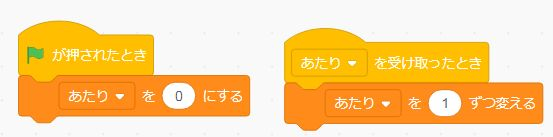 が押されたとき
あたり を 0 にする
あたり を受け取ったとき
あたり を 1 ずつ変える